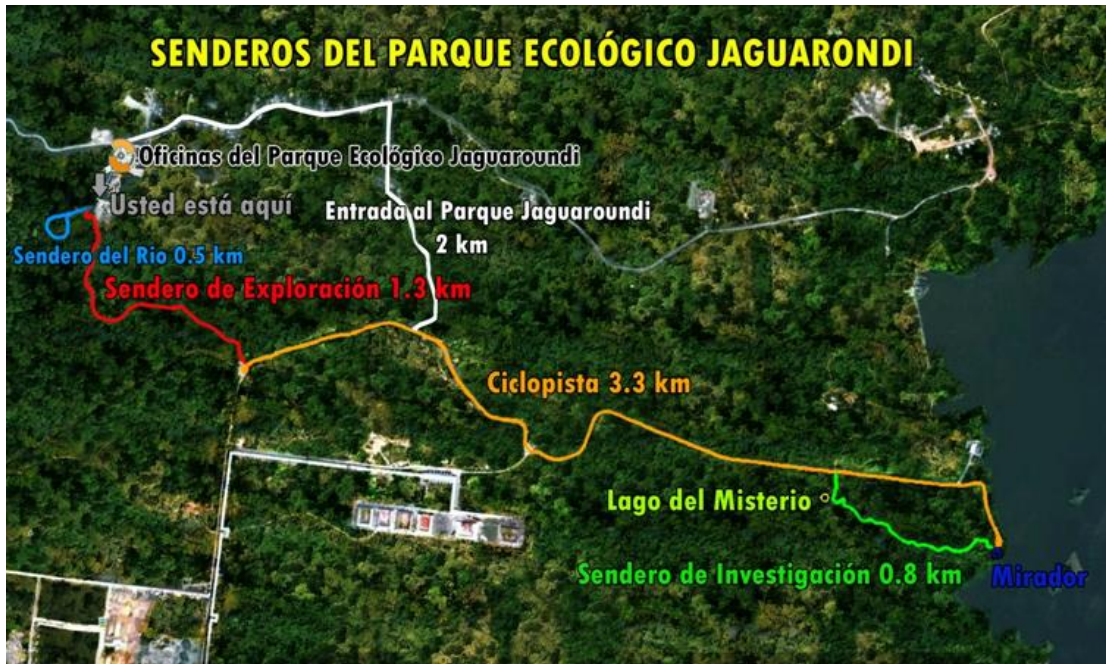 SENDEROS DEL PARQUE ECOLÓGICO JAGUARONDI
Oficinas del Parque Ecológico Jaguaroundi
Usted está aquí
Entrada al Parque Jaguaroundi
2 km
Sendero del Rio 0.5 km
Sendero de Exploración 1.3 km
Ciclopista 3.3 km
Lago del Misterio
Sendero de Investigación 0.8 km
Mirador